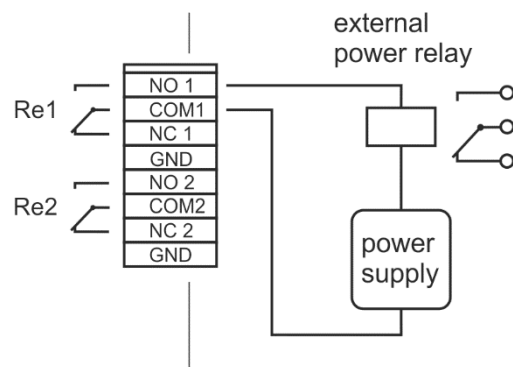 external
power relay
Re1
NO 1
COM1
NC 1
GND
Re2
NO 2
COM2
NC 2
GND
power
supply